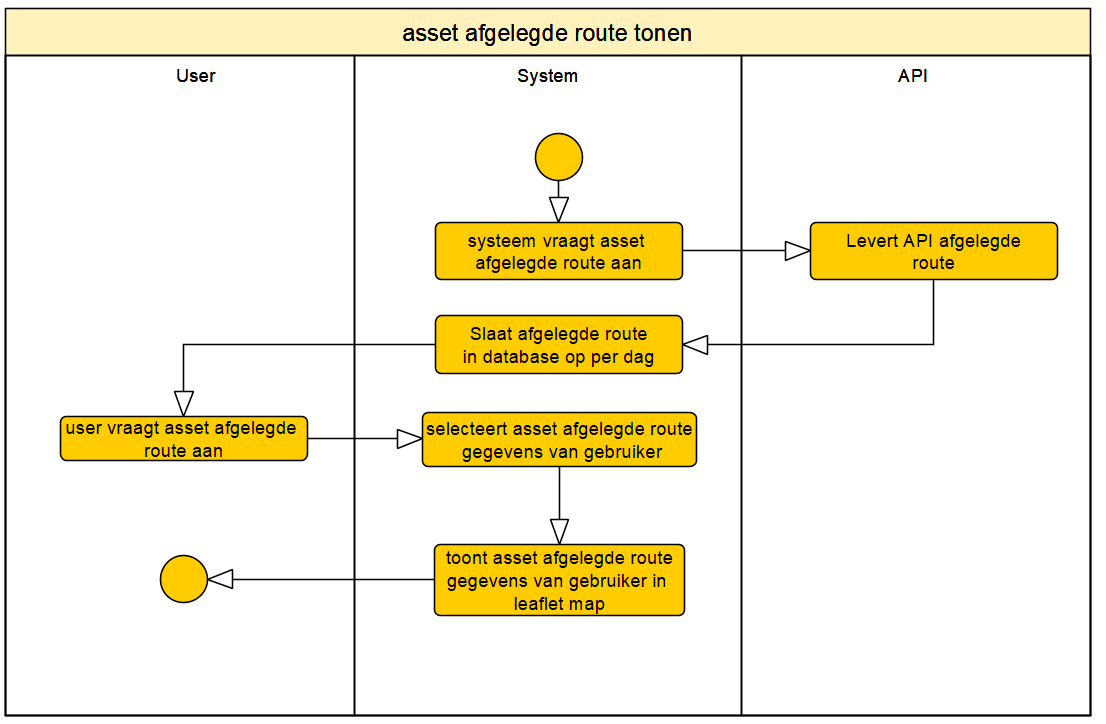 asset afgelegde route tonen
User
System
API
systeem vraagt asset
afgelegde route aan
Levert API afgelegde
route
Slaat afgelegde route
in database op per dag
user vraagt asset afgelegde
route aan
selecteert asset afgelegde route
gegevens van gebruiker
toont asset afgelegde route
gegevens van gebruiker in
leaflet map